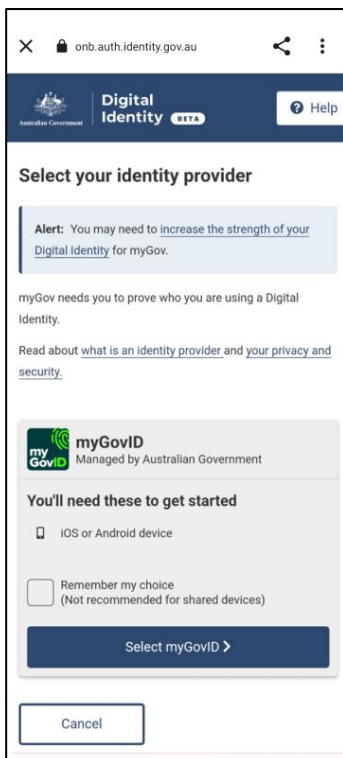 onb.auth.identity.gov.au
Australian Government
Digital
Identity BETA
Help
Select your identity provider
Alert: You may need to increase the strength of your
Digital Identity for myGov.
myGov needs you to prove who you are using a Digital
Identity.
Read about what is an identity provider and your privacy and
security.
my
GovID
myGovID
Managed by Australian Government
You'll need these to get started
iOS or Android device
Remember my choice
(Not recommended for shared devices)
Select myGovID
Cancel